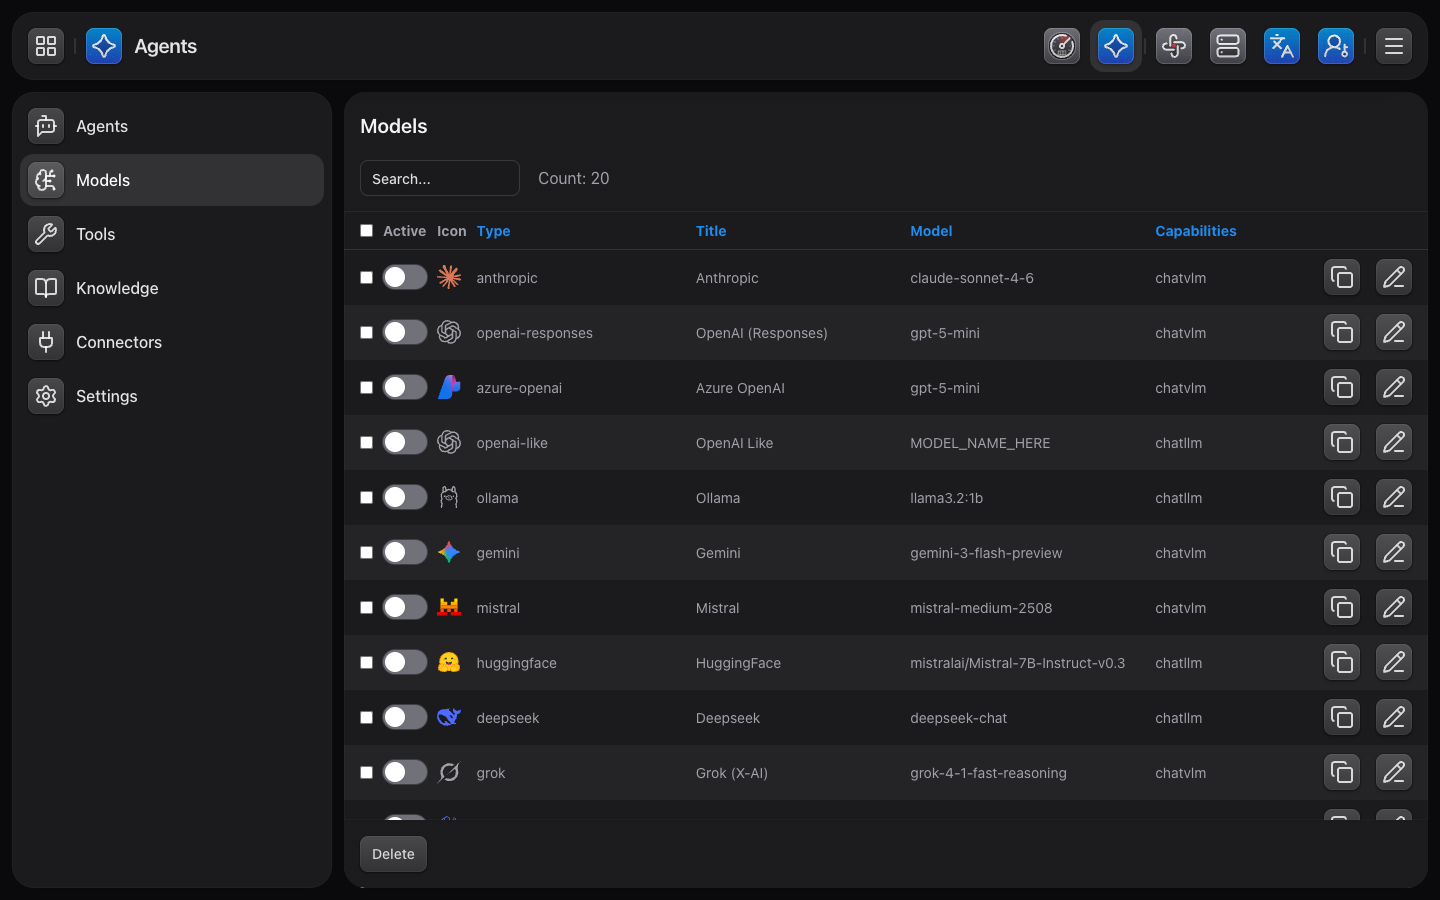 Agents
Agents
Models
Tools
Knowledge
Connectors
Settings
Models
Search...
Count: 20
Active Icon Type Title Model Capabilities
anthropic Anthropic claude-sonnet-4-6 chatvlm
openai-responses OpenAI (Responses) gpt-5-mini chatvlm
azure-openai Azure OpenAI gpt-5-mini chatvlm
openai-like OpenAI Like MODEL_NAME_HERE chatllm
ollama Ollama llama3.2:1b chatllm
gemini Gemini gemini-3-flash-preview chatvlm
mistral Mistral mistral-medium-2508 chatvlm
huggingface HuggingFace mistralai/Mistral-7B-Instruct-v0.3 chatllm
deepseek Deepseek deepseek-chat chatllm
grok Grok (X-AI) grok-4-1-fast-reasoning chatvlm
Delete